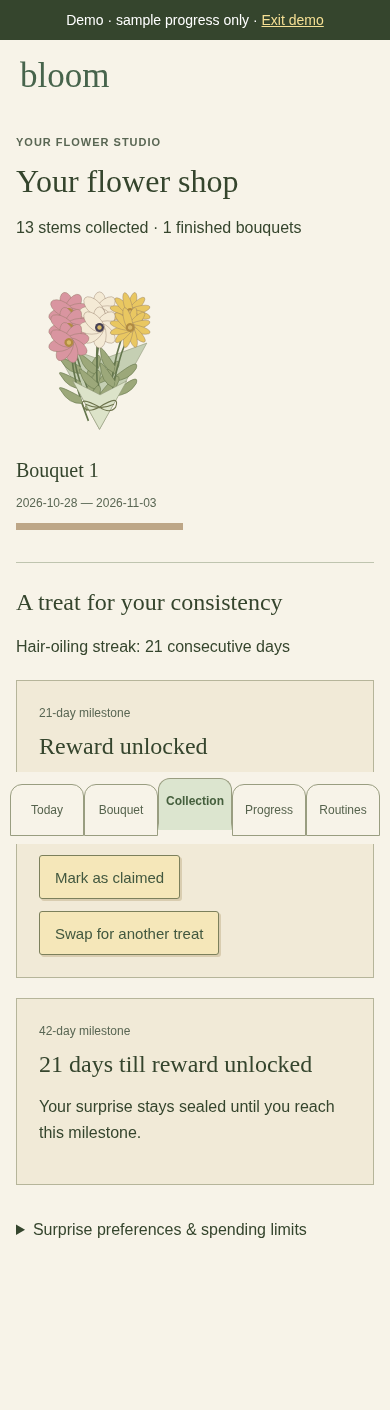 Demo · sample progress only · Exit demo
bloom
YOUR FLOWER STUDIO
Your flower shop
13 stems collected · 1 finished bouquets
Bouquet 1
2026-10-28 — 2026-11-03
A treat for your consistency
Hair-oiling streak: 21 consecutive days
21-day milestone
Reward unlocked
Today
Bouquet
Collection
Progress
Routines
Mark as claimed
Swap for another treat
42-day milestone
21 days till reward unlocked
Your surprise stays sealed until you reach
this milestone.
Surprise preferences & spending limits